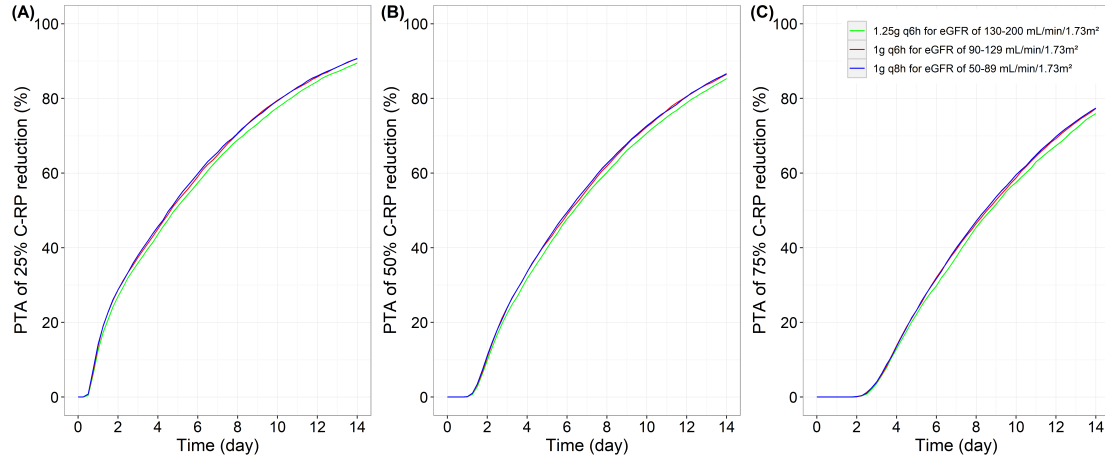 (A)
PTA of 25% C-RP reduction (%)
100
80
60
40
20
0
0 2 4 6 8 10 12 14
Time (day)
(B)
PTA of 50% C-RP reduction (%)
100
80
60
40
20
0
0 2 4 6 8 10 12 14
Time (day)
(C)
PTA of 75% C-RP reduction (%)
100
80
60
40
20
0
0 2 4 6 8 10 12 14
Time (day)
1.25g q6h for eGFR of 130-200 mL/min/1.73m²
1g q6h for eGFR of 90-129 mL/min/1.73m²
1g q8h for eGFR of 50-89 mL/min/1.73m²